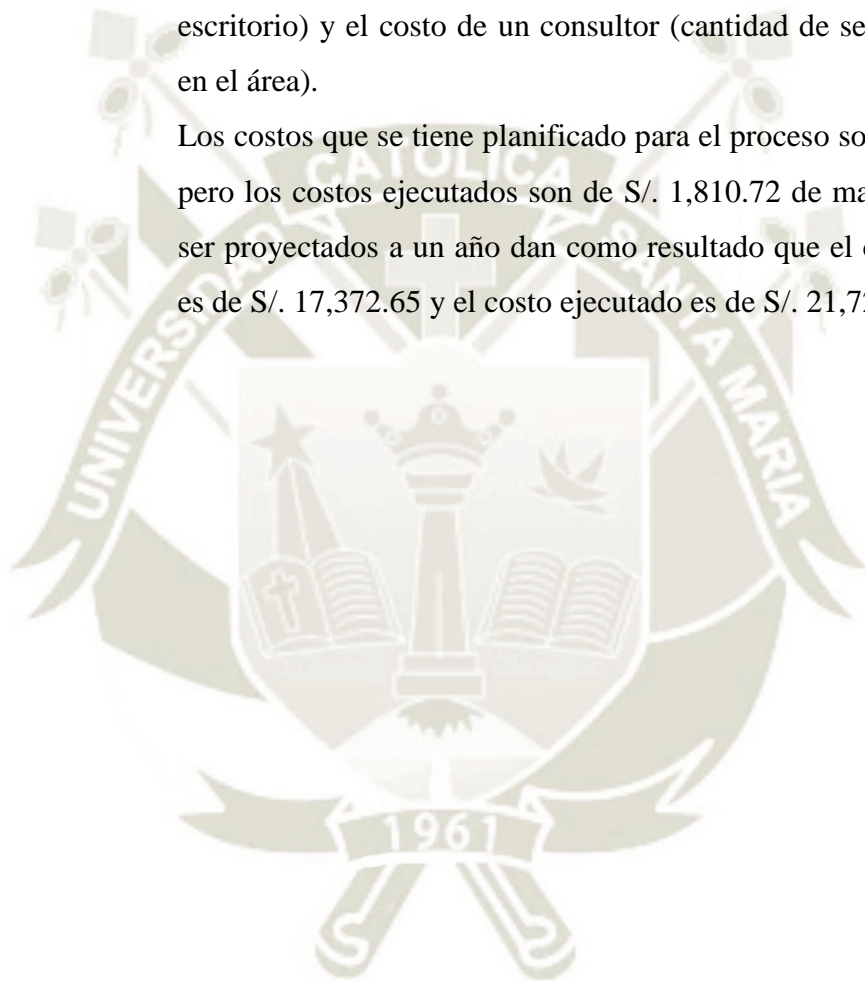 escritorio) y el costo de un consultor (cantidad de se
en el área).
Los costos que se tiene planificado para el proceso so
pero los costos ejecutados son de S/. 1,810.72 de ma
ser proyectados a un año dan como resultado que el
es de S/. 17,372.65 y el costo ejecutado es de S/. 21,72
UNIVERSIDAD CATOLICA SANTA MARIA
1961